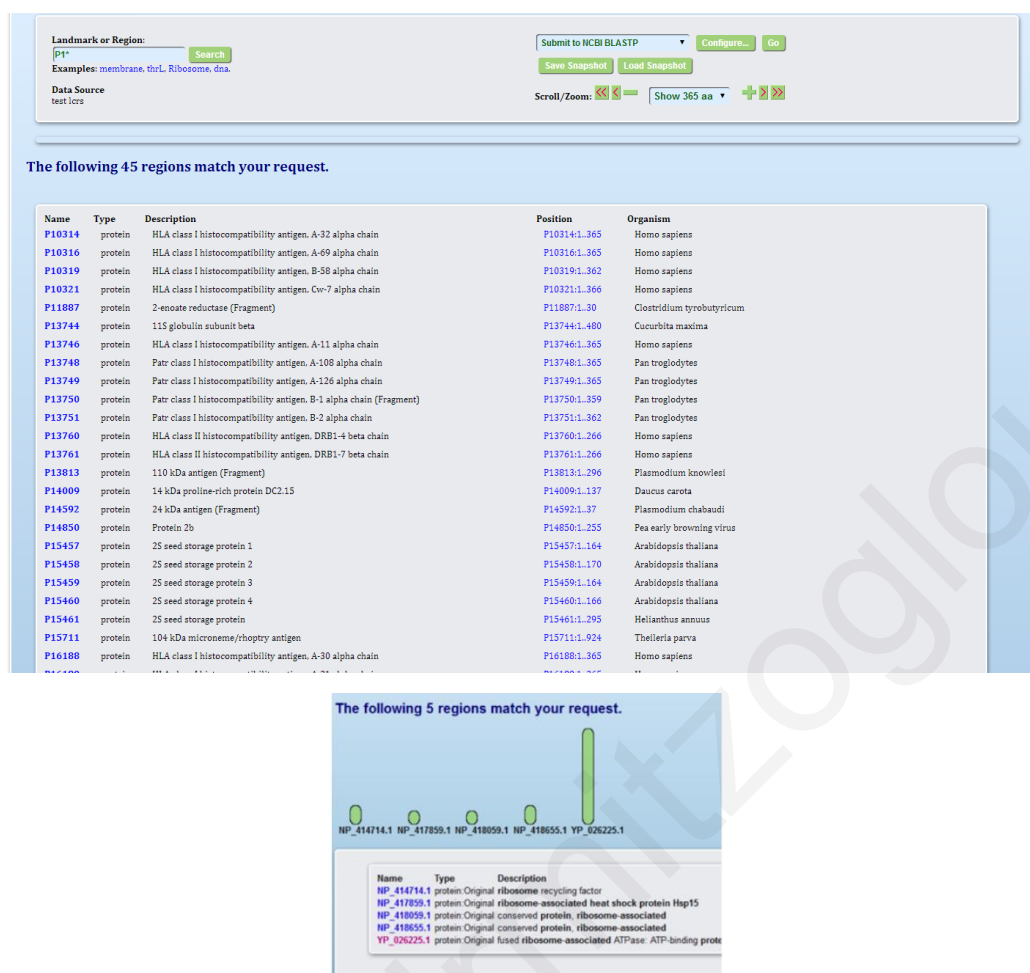 Landmark or Region:
P1*
Search
Examples: membrane, thrL, Ribosome, dna.
Data Source
test lcrs
Submit to NCBI BLASTP
Configure...
Go
Save Snapshot
Load Snapshot
Scroll/Zoom:
Show 365 aa
The following 45 regions match your request.
Name Type Description Position Organism
P10314 protein HLA class I histocompatibility antigen, A-32 alpha chain P10314:1..365 Homo sapiens
P10316 protein HLA class I histocompatibility antigen, A-69 alpha chain P10316:1..365 Homo sapiens
P10319 protein HLA class I histocompatibility antigen, B-58 alpha chain P10319:1..362 Homo sapiens
P10321 protein HLA class I histocompatibility antigen, Cw-7 alpha chain P10321:1..366 Homo sapiens
P11887 protein 2-enoate reductase (Fragment) P11887:1..30 Clostridium tyrobutyricum
P13744 protein 11S globulin subunit beta P13744:1..480 Cucurbita maxima
P13746 protein HLA class I histocompatibility antigen, A-11 alpha chain P13746:1..365 Homo sapiens
P13748 protein Patr class I histocompatibility antigen, A-108 alpha chain P13748:1..365 Pan troglodytes
P13749 protein Patr class I histocompatibility antigen, A-126 alpha chain P13749:1..365 Pan troglodytes
P13750 protein Patr class I histocompatibility antigen, B-1 alpha chain (Fragment) P13750:1..359 Pan troglodytes
P13751 protein Patr class I histocompatibility antigen, B-2 alpha chain P13751:1..362 Pan troglodytes
P13760 protein HLA class II histocompatibility antigen, DRB1-4 beta chain P13760:1..266 Homo sapiens
P13761 protein HLA class II histocompatibility antigen, DRB1-7 beta chain P13761:1..266 Homo sapiens
P13813 protein 110 kDa antigen (Fragment) P13813:1..296 Plasmodium knowlesi
P14009 protein 14 kDa proline-rich protein DC2.15 P14009:1..137 Daucus carota
P14592 protein 24 kDa antigen (Fragment) P14592:1..37 Plasmodium chabaudi
P14850 protein Protein 2b P14850:1..255 Pea early browning virus
P15457 protein 2S seed storage protein 1 P15457:1..164 Arabidopsis thaliana
P15458 protein 2S seed storage protein 2 P15458:1..170 Arabidopsis thaliana
P15459 protein 2S seed storage protein 3 P15459:1..164 Arabidopsis thaliana
P15460 protein 2S seed storage protein 4 P15460:1..166 Arabidopsis thaliana
P15461 protein 2S seed storage protein P15461:1..295 Helianthus annuus
P15711 protein 104 kDa microneme/rhoptry antigen P15711:1..924 Theileria parva
P16188 protein HLA class I histocompatibility antigen, A-30 alpha chain P16188:1..365 Homo sapiens
The following 5 regions match your request.
NP_414714.1 NP_417859.1 NP_418059.1 NP_418655.1 YP_026225.1
Name Type Description
NP_414714.1 protein:Original ribosome recycling factor
NP_417859.1 protein:Original ribosome-associated heat shock protein Hsp15
NP_418059.1 protein:Original conserved protein, ribosome-associated
NP_418655.1 protein:Original conserved protein, ribosome-associated
YP_026225.1 protein:Original fused ribosome-associated ATPase: ATP-binding prote